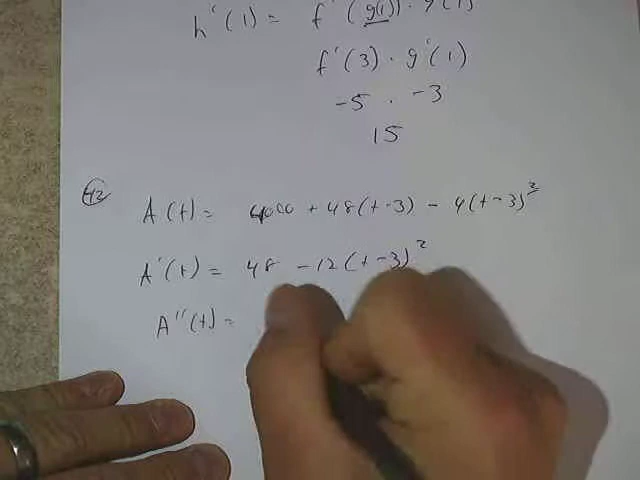 h'(1) = f'(g(1)) · g'(1)
f'(3) · g'(1)
-5 · -3
15
42 A(t) = 4000 + 48(t-3) - 4(t-3)³
A'(t) = 48 - 12(t-3)²
A''(t) =